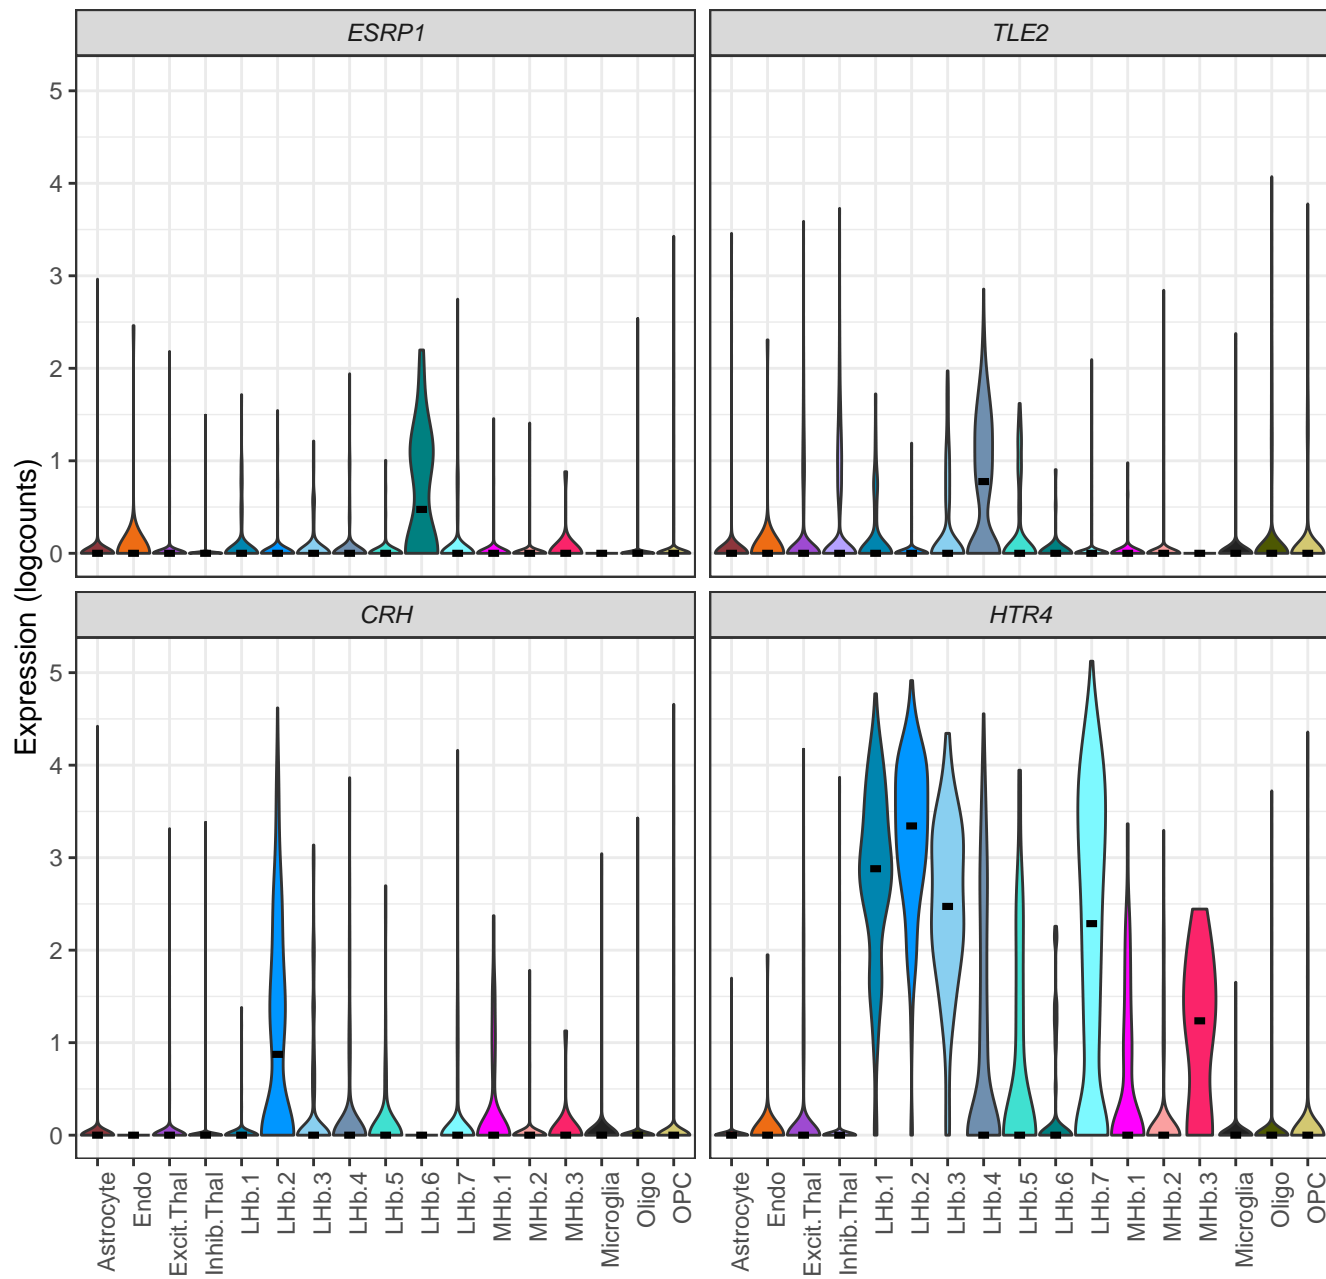 ESRP1
TLE2
5
4
3
2
1
0
Expression (logcounts)
CRH
HTR4
5
4
3
2
1
0
Astrocyte
Endo
Excit.Thal
Inhib.Thal
LHb.1
LHb.2
LHb.3
LHb.4
LHb.5
LHb.6
LHb.7
MHb.1
MHb.2
MHb.3
Microglia
Oligo
OPC
Astrocyte
Endo
Excit.Thal
Inhib.Thal
LHb.1
LHb.2
LHb.3
LHb.4
LHb.5
LHb.6
LHb.7
MHb.1
MHb.2
MHb.3
Microglia
Oligo
OPC